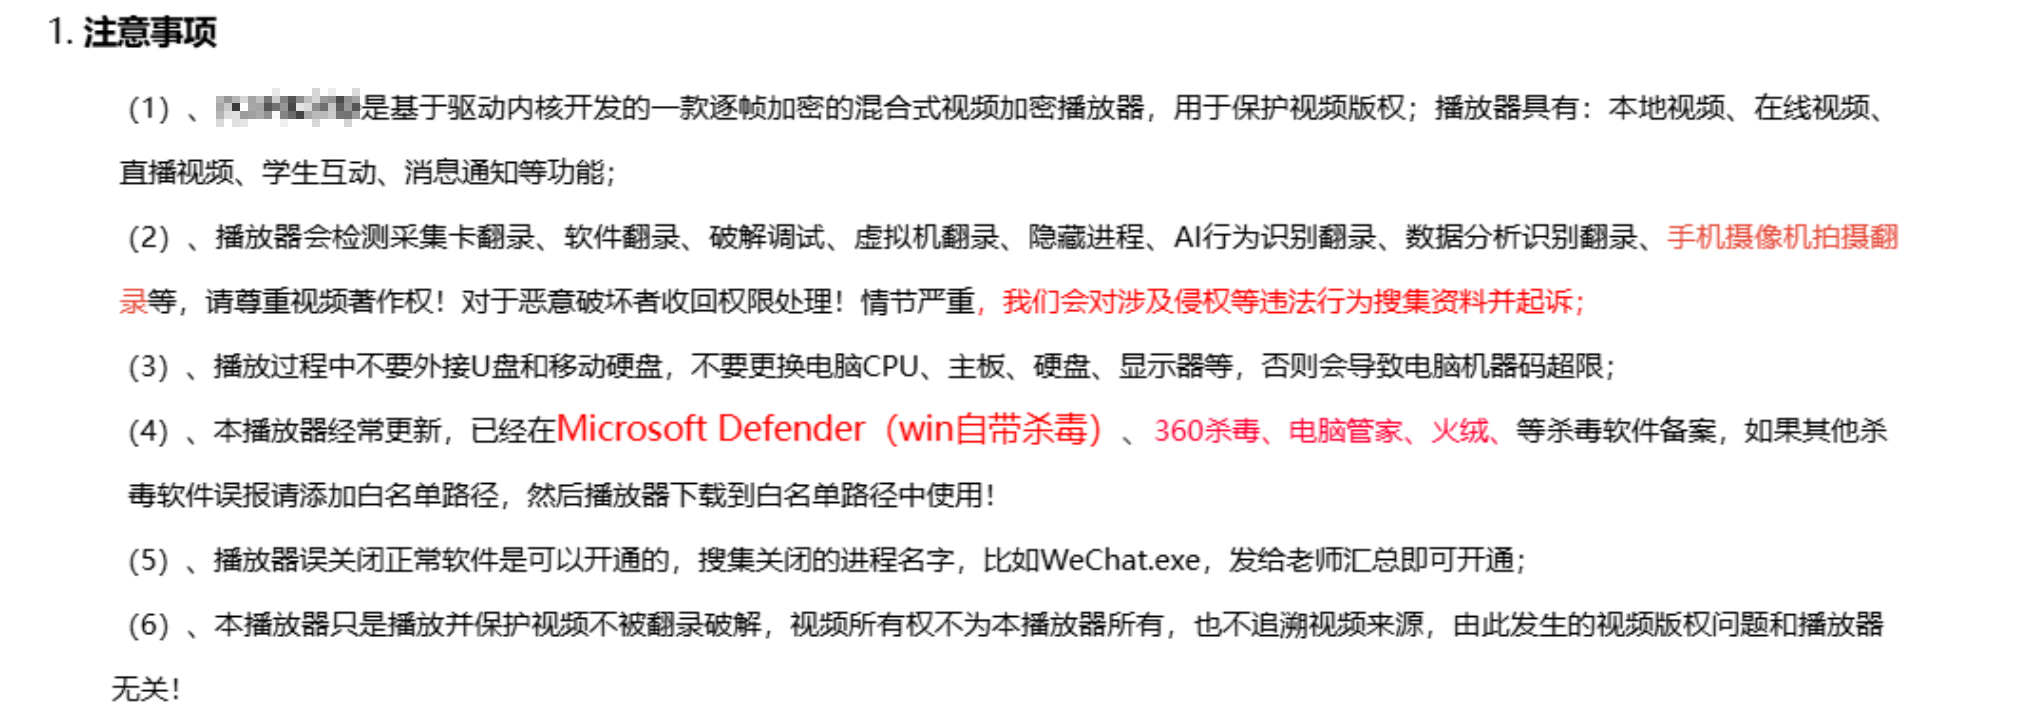 1. 注意事项
（1）、是基于驱动内核开发的一款逐帧加密的混合式视频加密播放器，用于保护视频版权；播放器具有：本地视频、在线视频、
直播视频、学生互动、消息通知等功能；
（2）、播放器会检测采集卡翻录、软件翻录、破解调试、虚拟机翻录、隐藏进程、AI行为识别翻录、数据分析识别翻录、手机摄像机拍摄翻
录等，请尊重视频著作权！对于恶意破坏者收回权限处理！情节严重，我们会对涉及侵权等违法行为搜集资料并起诉；
（3）、播放过程中不要外接U盘和移动硬盘，不要更换电脑CPU、主板、硬盘、显示器等，否则会导致电脑机器码超限；
（4）、本播放器经常更新，已经在Microsoft Defender（win自带杀毒）、360杀毒、电脑管家、火绒、等杀毒软件备案，如果其他杀
毒软件误报请添加白名单路径，然后播放器下载到白名单路径中使用！
（5）、播放器误关闭正常软件是可以开通的，搜集关闭的进程名字，比如WeChat.exe，发给老师汇总即可开通；
（6）、本播放器只是播放并保护视频不被翻录破解，视频所有权不为本播放器所有，也不追溯视频来源，由此发生的视频版权问题和播放器
无关！